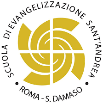 SCUOLA DI EVANGELIZZAZIONE SANT'ANDREA
• ROMA - S. DAMASO •